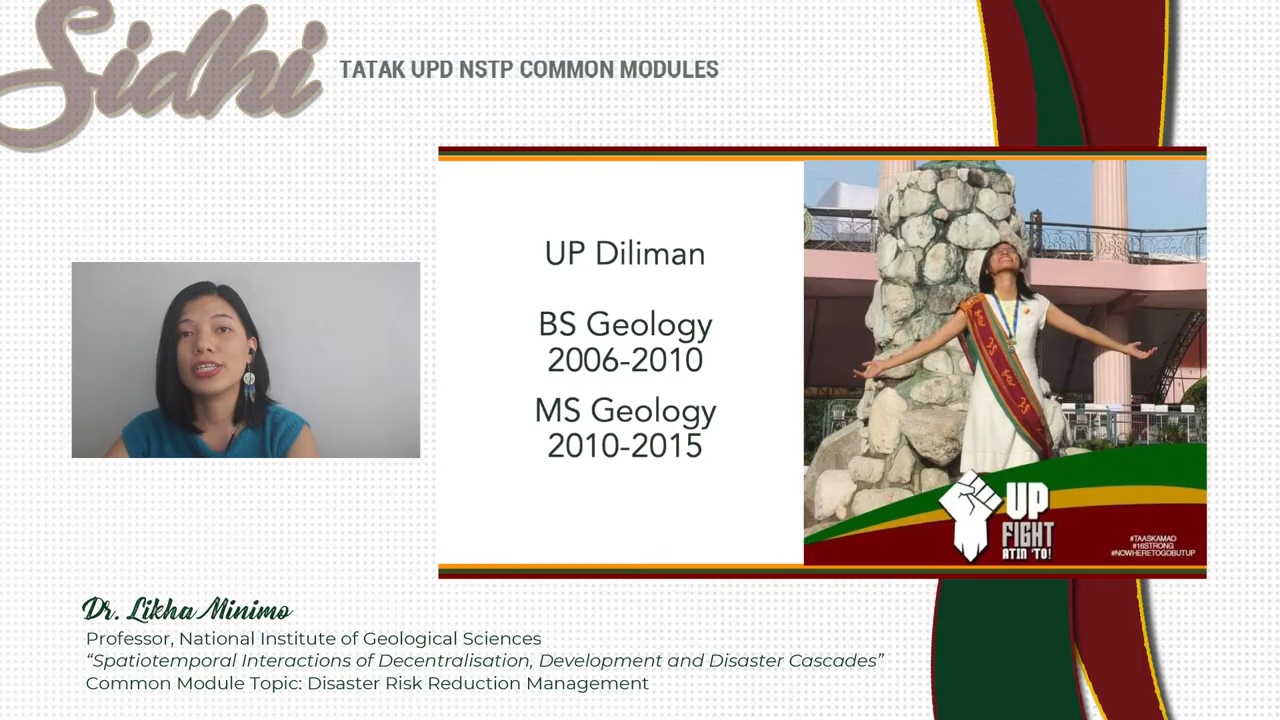 Sidhi
TATAK UPD NSTP COMMON MODULES
UP Diliman
BS Geology
2006-2010
MS Geology
2010-2015
UP
FIGHT
ATIN 'TO!
#TAASKAMAO
#16STRONG
#NOWHERETOGOBUTUP
Dr. Likha Minimo
Professor, National Institute of Geological Sciences
“Spatiotemporal Interactions of Decentralisation, Development and Disaster Cascades”
Common Module Topic: Disaster Risk Reduction Management